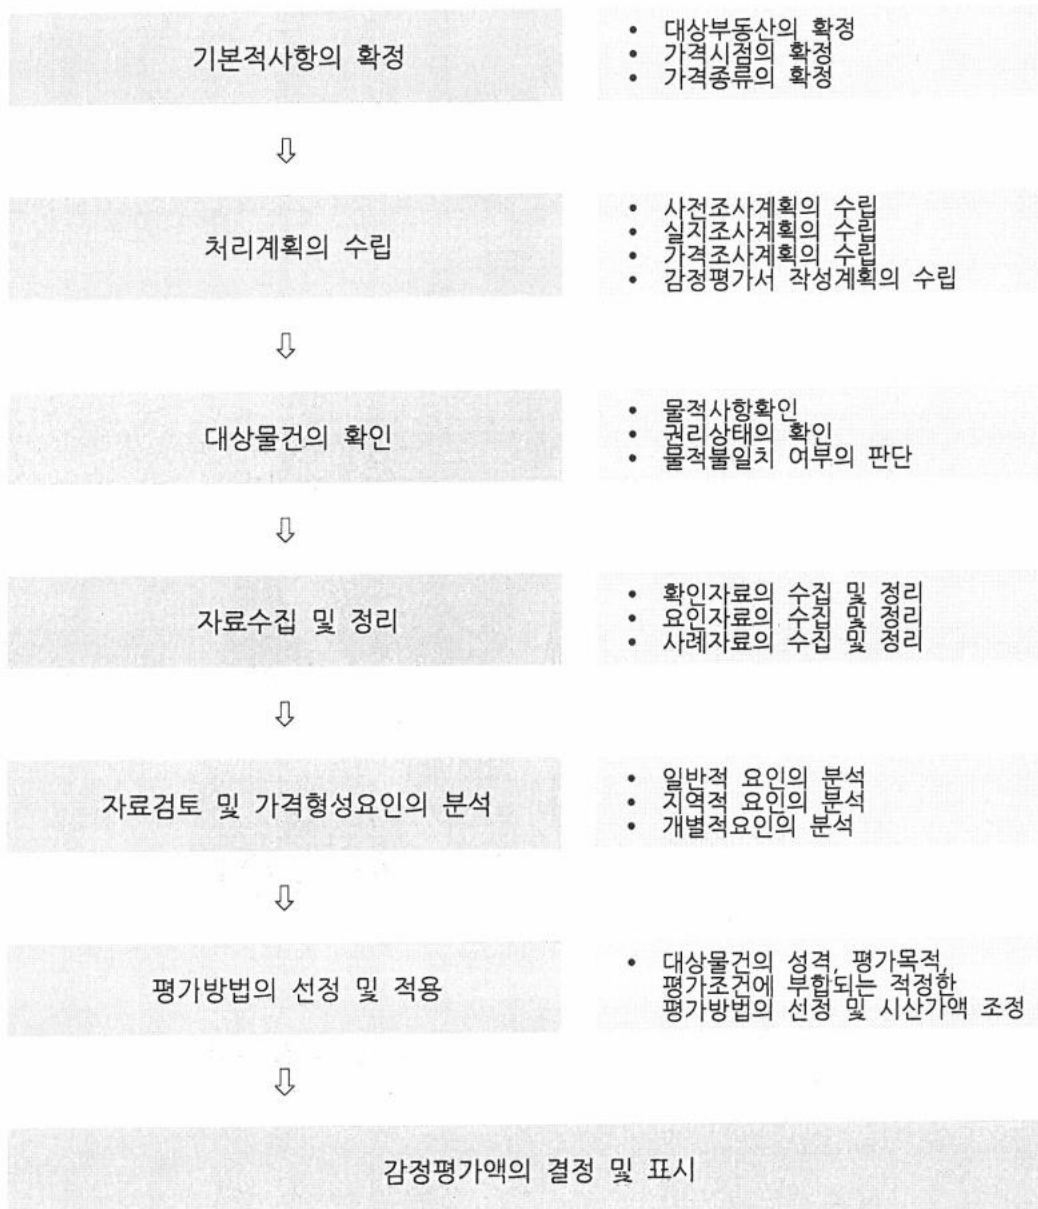 기본적사항의 확정
• 대상부동산의 확정
• 가격시점의 확정
• 가격종류의 확정
⇩
처리계획의 수립
• 사전조사계획의 수립
• 실지조사계획의 수립
• 가격조사계획의 수립
• 감정평가서 작성계획의 수립
⇩
대상물건의 확인
• 물적사항확인
• 권리상태의 확인
• 물적불일치 여부의 판단
⇩
자료수집 및 정리
• 확인자료의 수집 및 정리
• 요인자료의 수집 및 정리
• 사례자료의 수집 및 정리
⇩
자료검토 및 가격형성요인의 분석
• 일반적 요인의 분석
• 지역적 요인의 분석
• 개별적요인의 분석
⇩
평가방법의 선정 및 적용
• 대상물건의 성격, 평가목적,
평가조건에 부합되는 적정한
평가방법의 선정 및 시산가액 조정
⇩
감정평가액의 결정 및 표시